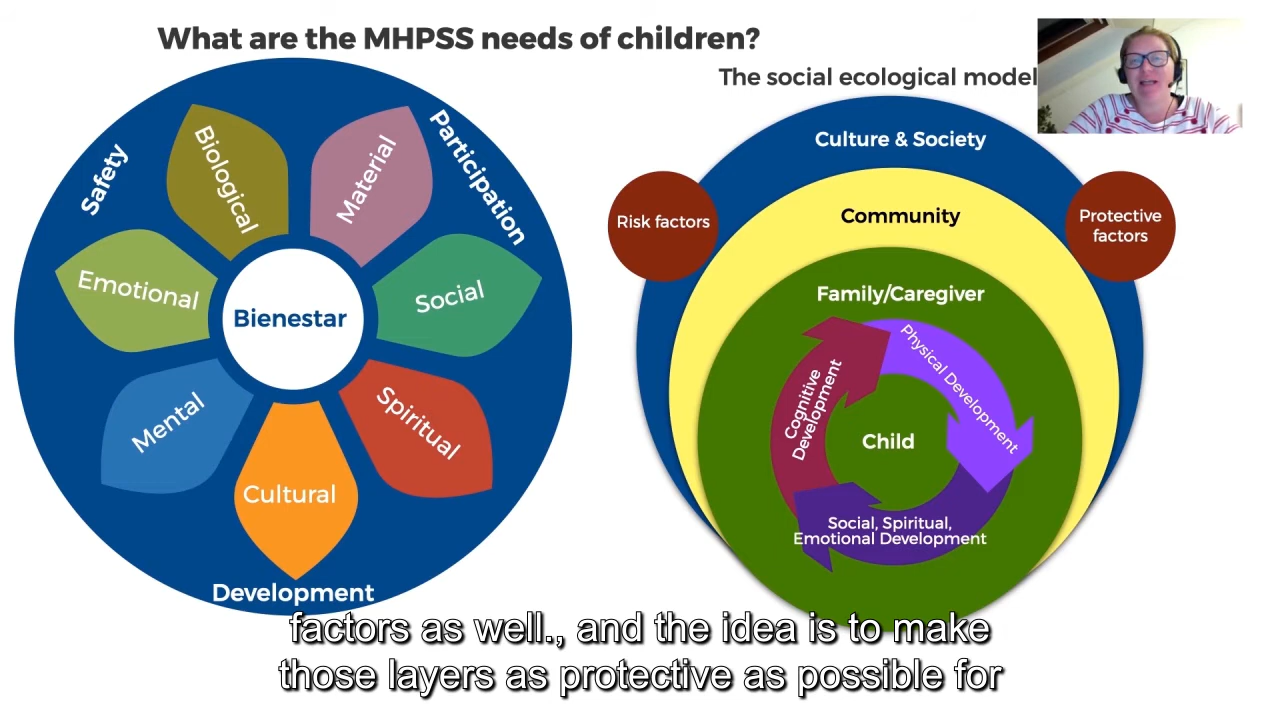 What are the MHPSS needs of children?
The social ecological model
Safety
Participation
Development
Biological
Material
Emotional
Social
Bienestar
Mental
Spiritual
Cultural
Culture & Society
Risk factors
Protective
factors
Community
Family/Caregiver
Cognitive
Development
Physical Development
Child
Social, Spiritual,
Emotional Development
factors as well., and the idea is to make
those layers as protective as possible for